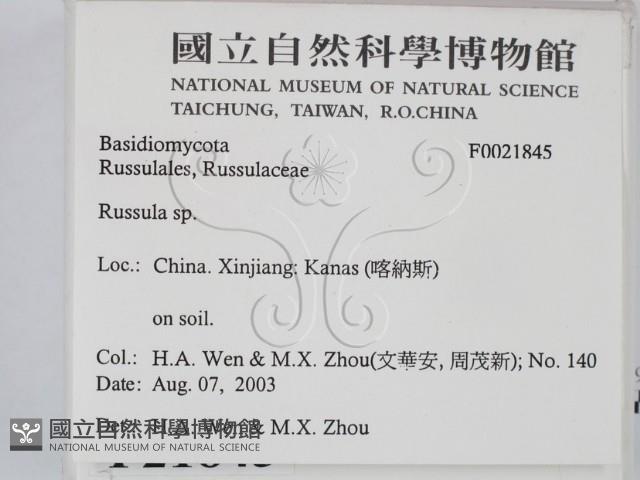 國立自然科學博物館
NATIONAL MUSEUM OF NATURAL SCIENCE
TAICHUNG, TAIWAN, R.O.CHINA
Basidiomycota F0021845
Russulales, Russulaceae
Russula sp.
Loc.: China. Xinjiang: Kanas (喀納斯)
on soil.
Col.: H.A. Wen & M.X. Zhou(文華安, 周茂新); No. 140
Date: Aug. 07, 2003
Det.: H.A. Wen & M.X. Zhou
國立自然科學博物館
NATIONAL MUSEUM OF NATURAL SCIENCE